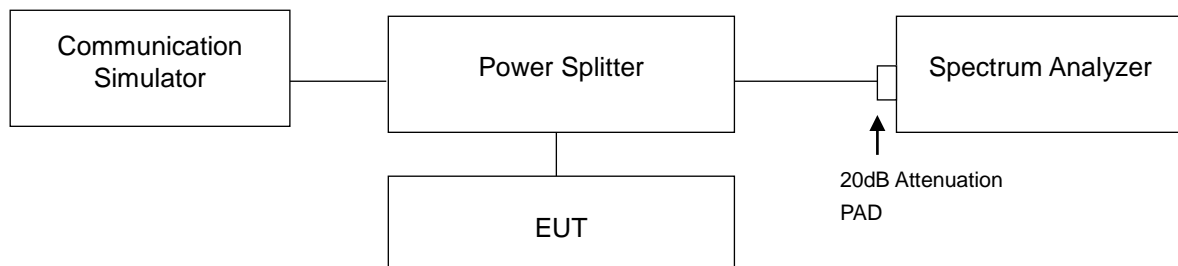 Communication
Simulator
Power Splitter
Spectrum Analyzer
20dB Attenuation
PAD
EUT